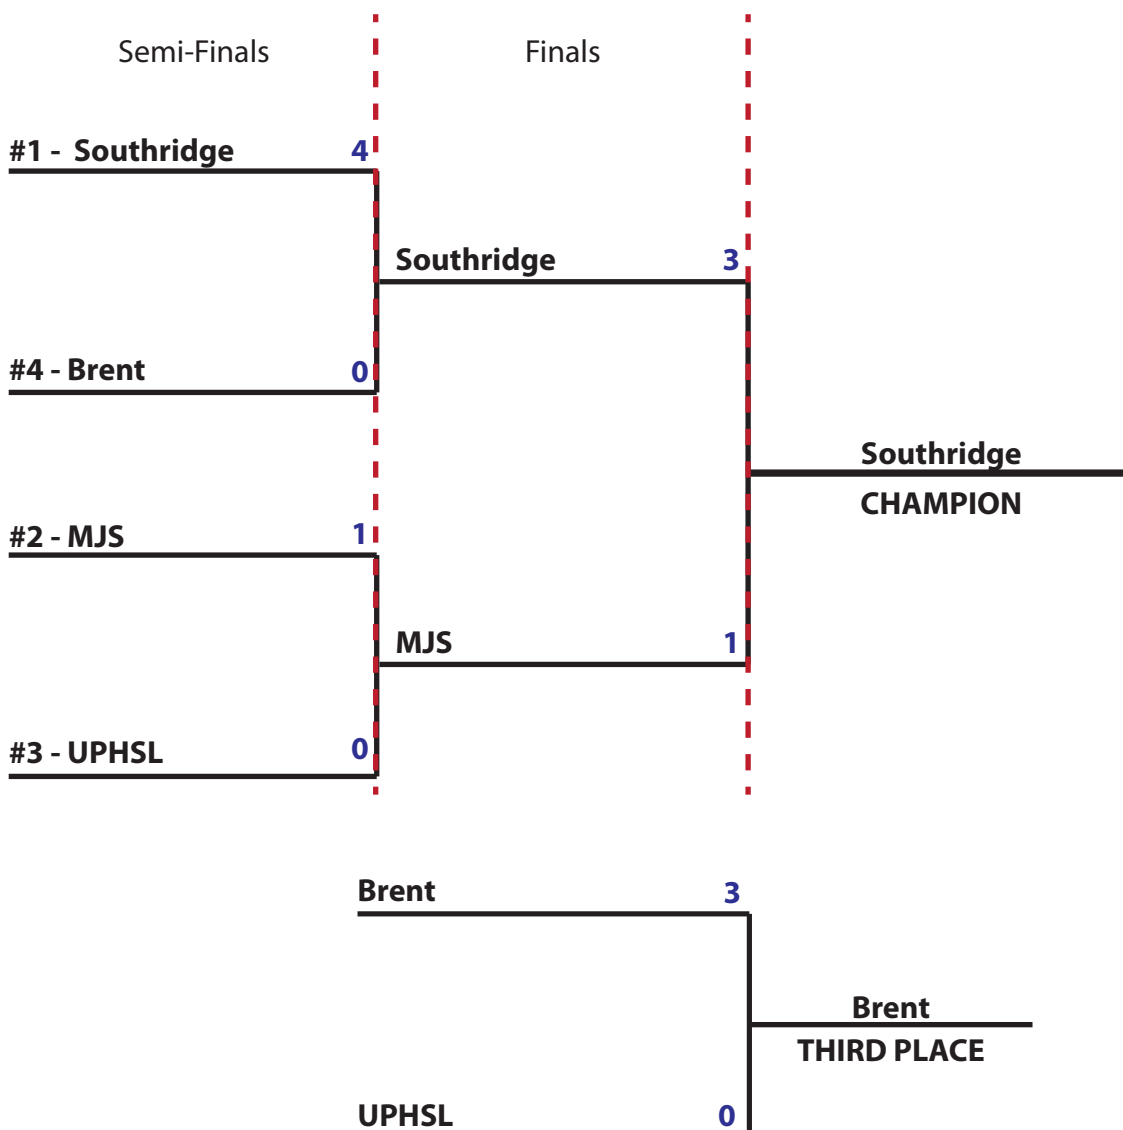 Semi-Finals
Finals
#1 - Southridge 4
Southridge 3
#4 - Brent 0
Southridge
CHAMPION
#2 - MJS 1
MJS 1
#3 - UPHSL 0
Brent 3
Brent
THIRD PLACE
UPHSL 0